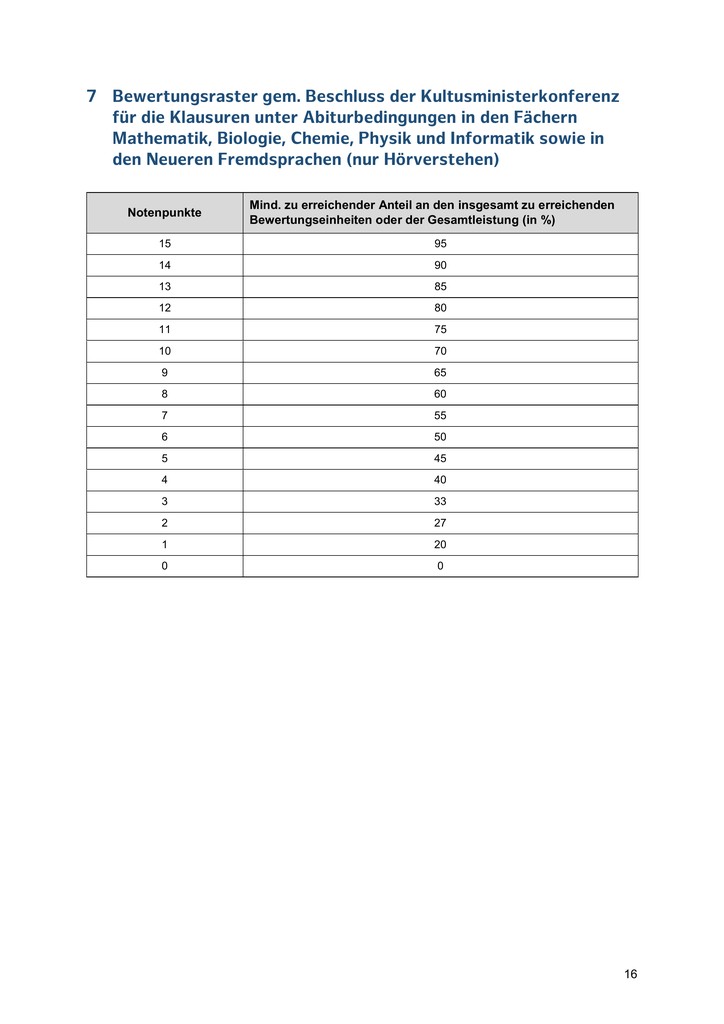 7 Bewertungsraster gem. Beschluss der Kultusministerkonferenz
für die Klausuren unter Abiturbedingungen in den Fächern
Mathematik, Biologie, Chemie, Physik und Informatik sowie in
den Neueren Fremdsprachen (nur Hörverstehen)
Notenpunkte
Mind. zu erreichender Anteil an den insgesamt zu erreichenden
Bewertungseinheiten oder der Gesamtleistung (in %)
15 95
14 90
13 85
12 80
11 75
10 70
9 65
8 60
7 55
6 50
5 45
4 40
3 33
2 27
1 20
0 0
16